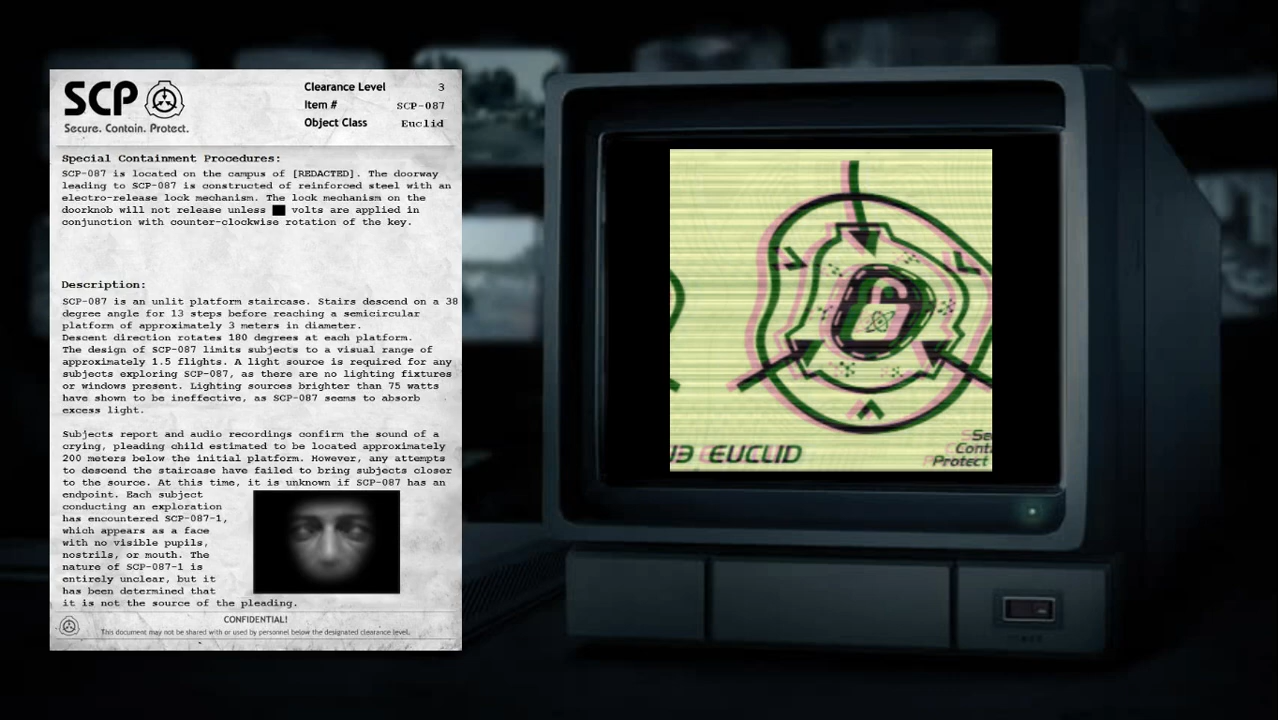 SCP
Secure. Contain. Protect.
Clearance Level 3
Item # SCP-087
Object Class Euclid
Special Containment Procedures:
SCP-087 is located on the campus of [REDACTED]. The doorway
leading to SCP-087 is constructed of reinforced steel with an
electro-release lock mechanism. The lock mechanism on the
doorknob will not release unless ██ volts are applied in
conjunction with counter-clockwise rotation of the key.
Description:
SCP-087 is an unlit platform staircase. Stairs descend on a 38
degree angle for 13 steps before reaching a semicircular
platform of approximately 3 meters in diameter.
Descent direction rotates 180 degrees at each platform.
The design of SCP-087 limits subjects to a visual range of
approximately 1.5 flights. A light source is required for any
subjects exploring SCP-087, as there are no lighting fixtures
or windows present. Lighting sources brighter than 75 watts
have shown to be ineffective, as SCP-087 seems to absorb
excess light.
Subjects report and audio recordings confirm the sound of a
crying, pleading child estimated to be located approximately
200 meters below the initial platform. However, any attempts
to descend the staircase have failed to bring subjects closer
to the source. At this time, it is unknown if SCP-087 has an
endpoint. Each subject
conducting an exploration
has encountered SCP-087-1,
which appears as a face
with no visible pupils,
nostrils, or mouth. The
nature of SCP-087-1 is
entirely unclear, but it
has been determined that
it is not the source of the pleading.
CONFIDENTIAL!
This document may not be shared with or used by personnel below the designated clearance level.
EUCLID
Se
Conta
Protect